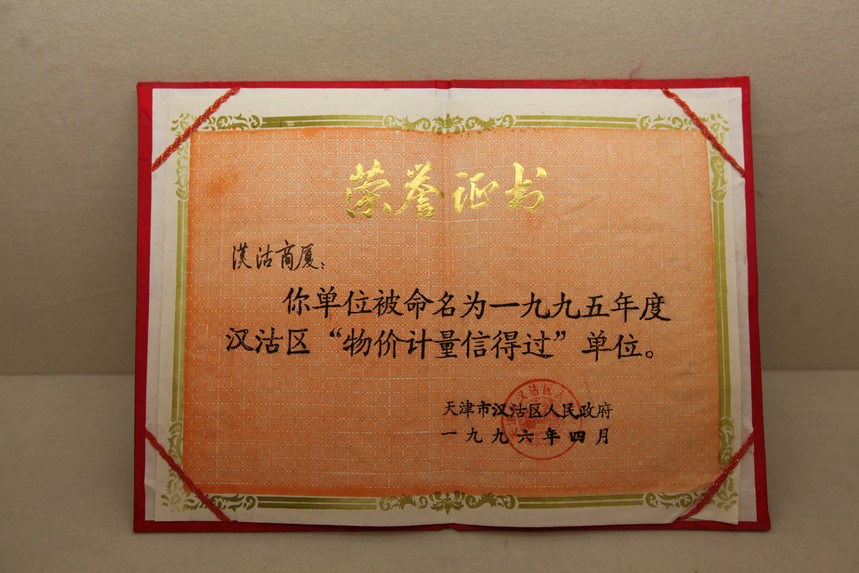 荣誉证书
漢沽商厦：
你单位被命名为一九九五年度
汉沽区“物价计量信得过”单位。
天津市汉沽区人民政府
一九九六年四月